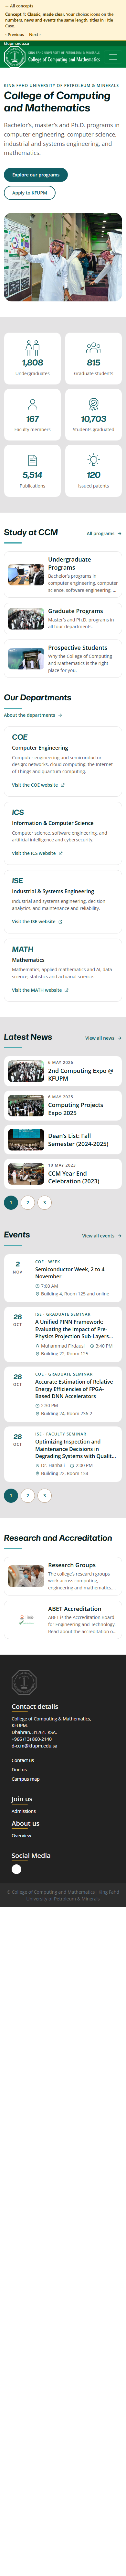 ← All concepts
Concept 1: Classic, made clear. Your choice: icons on the
numbers, news and events the same length, titles in Title
Case.
‹ Previous Next ›
kfupm.edu.sa
College of Computing and Mathematics
KING FAHD UNIVERSITY OF PETROLEUM & MINERALS
College of Computing
and Mathematics
Bachelor's, master's and Ph.D. programs in
computer engineering, computer science,
industrial and systems engineering, and
mathematics.
Explore our programs
Apply to KFUPM
1,808
Undergraduates
815
Graduate students
167
Faculty members
10,703
Students graduated
5,514
Publications
120
Issued patents
Study at CCM
All programs →
Undergraduate
Programs
Bachelor's programs in
computer engineering, computer
science, software engineering, …
Graduate Programs
Master's and Ph.D. programs in
all four departments.
Prospective Students
Why the College of Computing
and Mathematics is the right
place for you.
Our Departments
About the departments →
COE
Computer Engineering
Computer engineering and semiconductor
design: networks, cloud computing, the Internet
of Things and quantum computing.
Visit the COE website
ICS
Information & Computer Science
Computer science, software engineering, and
artificial intelligence and cybersecurity.
Visit the ICS website
ISE
Industrial & Systems Engineering
Industrial and systems engineering, decision
analytics, and maintenance and reliability.
Visit the ISE website
MATH
Mathematics
Mathematics, applied mathematics and AI, data
science, statistics and actuarial science.
Visit the MATH website
Latest News
View all news →
6 MAY 2026
2nd Computing Expo @
KFUPM
6 MAY 2025
Computing Projects
Expo 2025
Dean's List: Fall
Semester (2024-2025)
15 MAY 2023
CCM Year End
Celebration (2023)
1 2 3
Events
View all events →
2
NOV
COE · WEEK
Semiconductor Week, 2 to 4
November
7:00 AM
Building 4, Room 125 and online
28
OCT
ISE · GRADUATE SEMINAR
A Unified PINN Framework:
Evaluating the Impact of Pre-
Physics Projection Sub-Layers…
Muhammad Firdausi 3:40 PM
Building 22, Room 125
28
OCT
COE · GRADUATE SEMINAR
Accurate Estimation of Relative
Energy Efficiencies of FPGA-
Based DNN Accelerators
2:30 PM
Building 24, Room 236-2
28
OCT
ISE · FACULTY SEMINAR
Optimizing Inspection and
Maintenance Decisions in
Degrading Systems with Qualit…
Dr. Hanbali 2:00 PM
Building 22, Room 134
1 2 3
Research and Accreditation
Research Groups
The college's research groups
work across computing,
engineering and mathematics.…
ABET Accreditation
ABET is the Accreditation Board
for Engineering and Technology.
Read about the accreditation o…
Contact details
College of Computing & Mathematics,
KFUPM,
Dhahran, 31261, KSA.
+966 (13) 860-2140
d-ccm@kfupm.edu.sa
Contact us
Find us
Campus map
Join us
Admissions
About us
Overview
Social Media
© College of Computing and Mathematics| King Fahd
University of Petroleum & Minerals